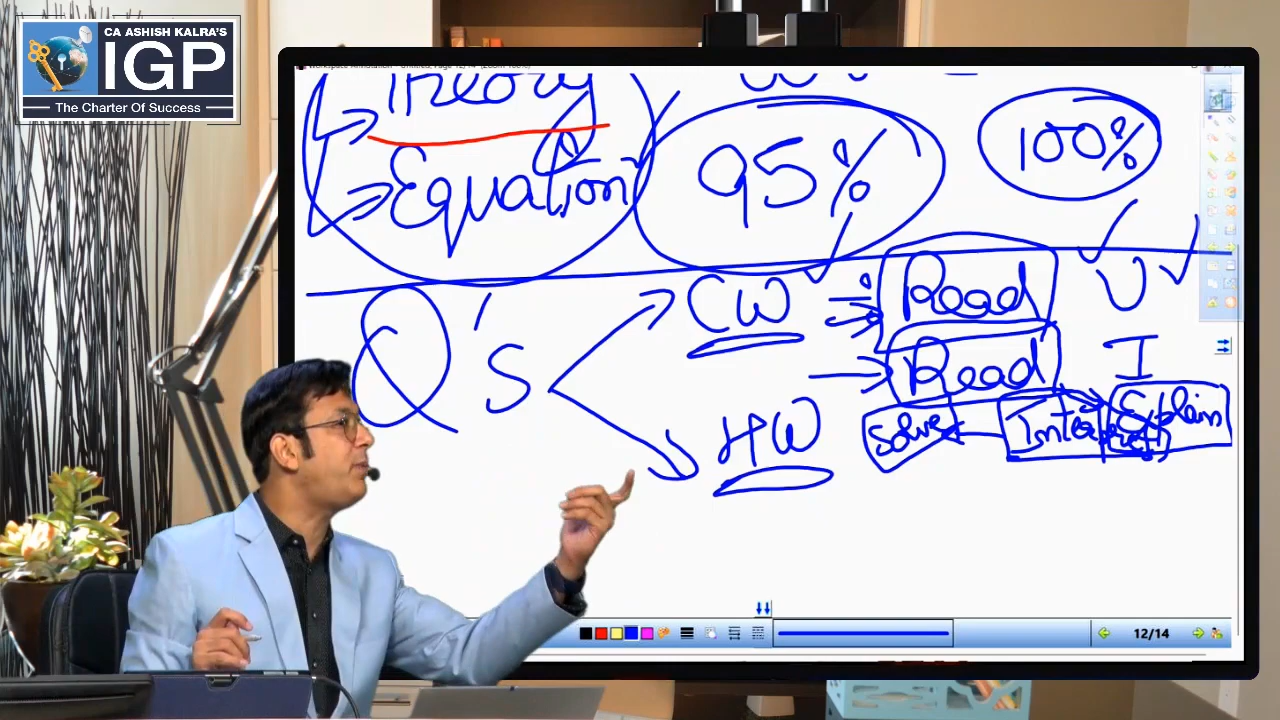 CA ASHISH KALRA'S
IGP
The Charter Of Success
Theory
95%
100%
Equation
Q's
CW
Read
U
Read
I
HW
Solve
Interpret
Explain
12/14